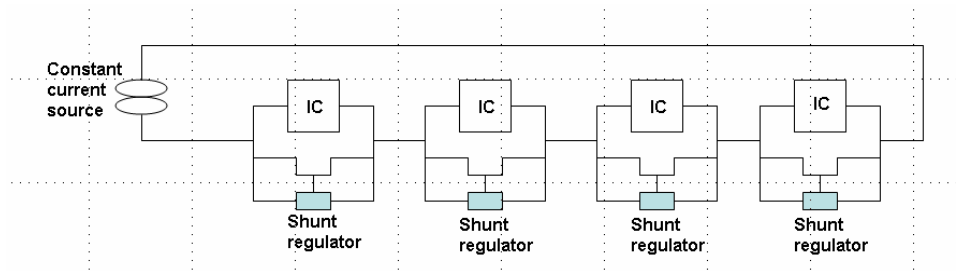 Constant
current
source
IC
IC
IC
IC
Shunt
regulator
Shunt
regulator
Shunt
regulator
Shunt
regulator